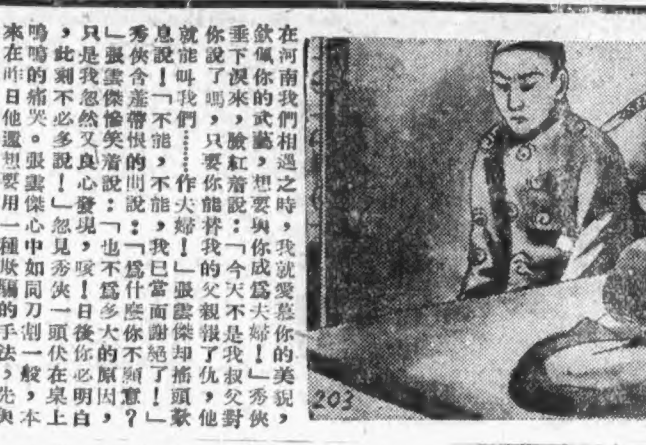 在河南我們相遇之時，我就愛慕你的美貌，
欽佩你的武藝，想要與你成爲夫婦！」秀俠
垂下淚來，臉紅着說：「今天不是我叔父對
你說了嗎，只要你能替我的父親報了仇，他
就能叫我們……作夫婦！」張雲傑却搖頭歎
息說！「不能，不能，我已當面謝絕了！」
秀俠含羞帶恨的問說：「爲什麼你不願意？
」張雲傑慘笑着說：「也不爲多大的原因，
只是我忽然又良心發現，唉！日後你必明白
，此刻不必多說！」忽見秀俠一頭伏在桌上
嗚嗚的痛哭。張雲傑心中如同刀割一般，本
來在昨日他還想要用一種欺騙的手法，先與
203